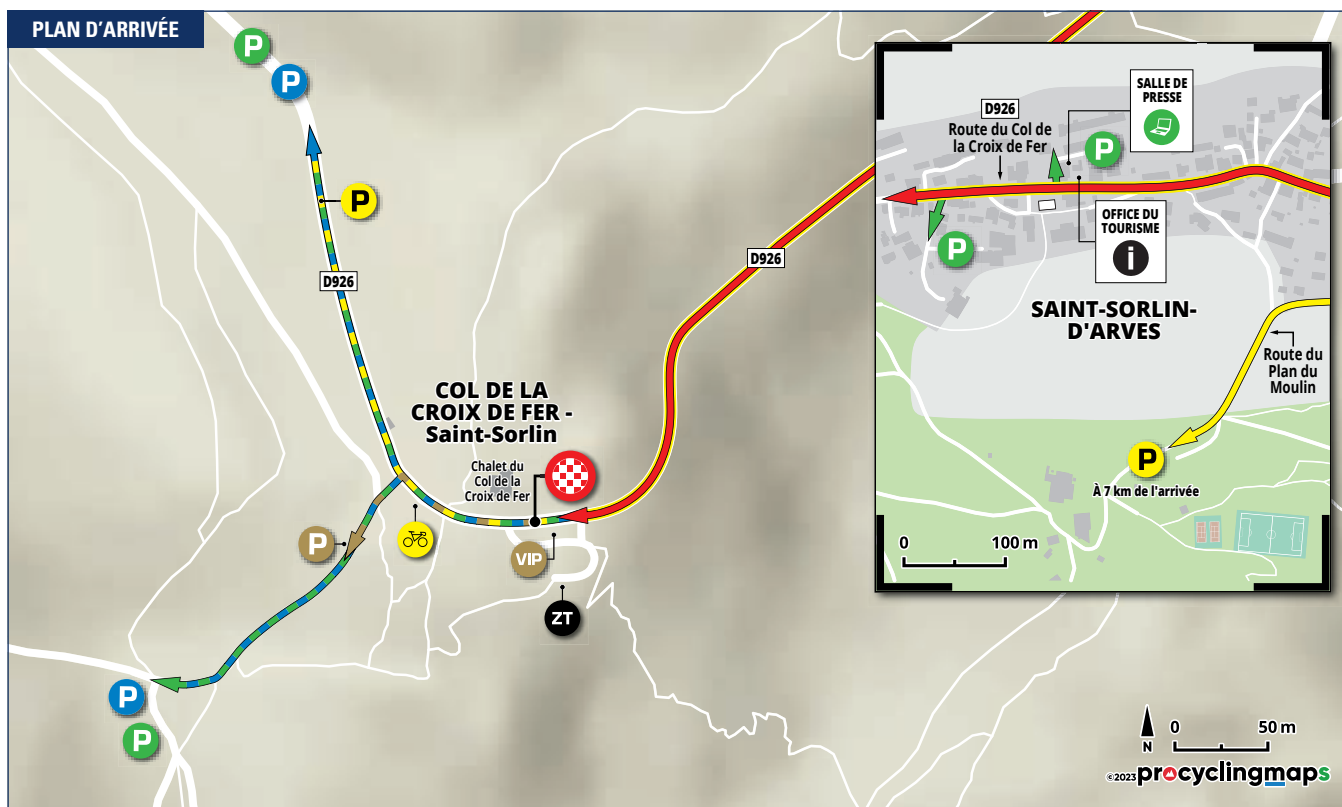 PLAN D'ARRIVÉE
P
P
P
D926
D926
COL DE LA
CROIX DE FER -
Saint-Sorlin
Chalet du
Col de la
Croix de Fer
P
VIP
ZT
P
P
SALLE DE
PRESSE
D926
Route du Col de
la Croix de Fer
P
OFFICE DU
TOURISME
i
P
SAINT-SORLIN-
D'ARVES
Route du
Plan du
Moulin
P
À 7 km de l'arrivée
0 100 m
N
0 50 m
©2023 procyclingmaps